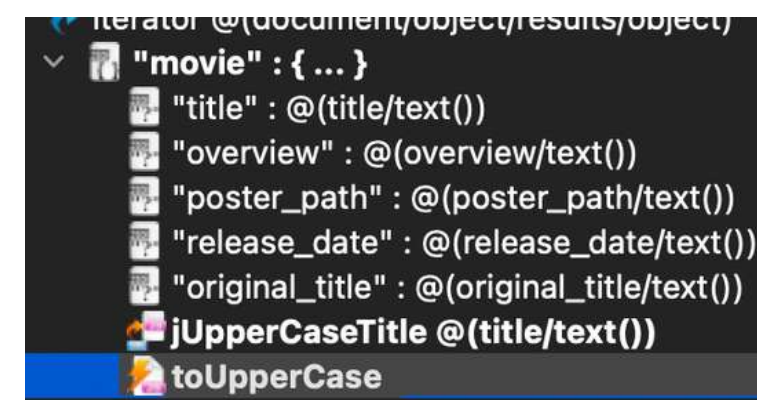 iterator @(document/object/results/object)
"movie" : { ... }
"title" : @(title/text())
"overview" : @(overview/text())
"poster_path" : @(poster_path/text())
"release_date" : @(release_date/text())
"original_title" : @(original_title/text())
jUpperCaseTitle @(title/text())
toUpperCase